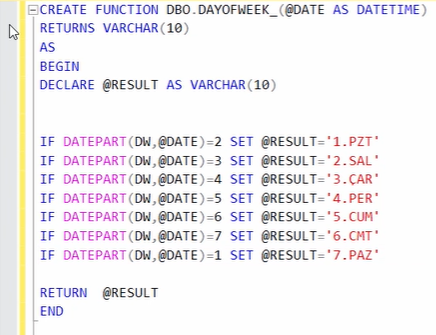 CREATE FUNCTION DBO.DAYOFWEEK_(@DATE AS DATETIME)
RETURNS VARCHAR(10)
AS
BEGIN
DECLARE @RESULT AS VARCHAR(10)
IF DATEPART(DW,@DATE)=2 SET @RESULT='1.PZT'
IF DATEPART(DW,@DATE)=3 SET @RESULT='2.SAL'
IF DATEPART(DW,@DATE)=4 SET @RESULT='3.ÇAR'
IF DATEPART(DW,@DATE)=5 SET @RESULT='4.PER'
IF DATEPART(DW,@DATE)=6 SET @RESULT='5.CUM'
IF DATEPART(DW,@DATE)=7 SET @RESULT='6.CMT'
IF DATEPART(DW,@DATE)=1 SET @RESULT='7.PAZ'
RETURN  @RESULT
END